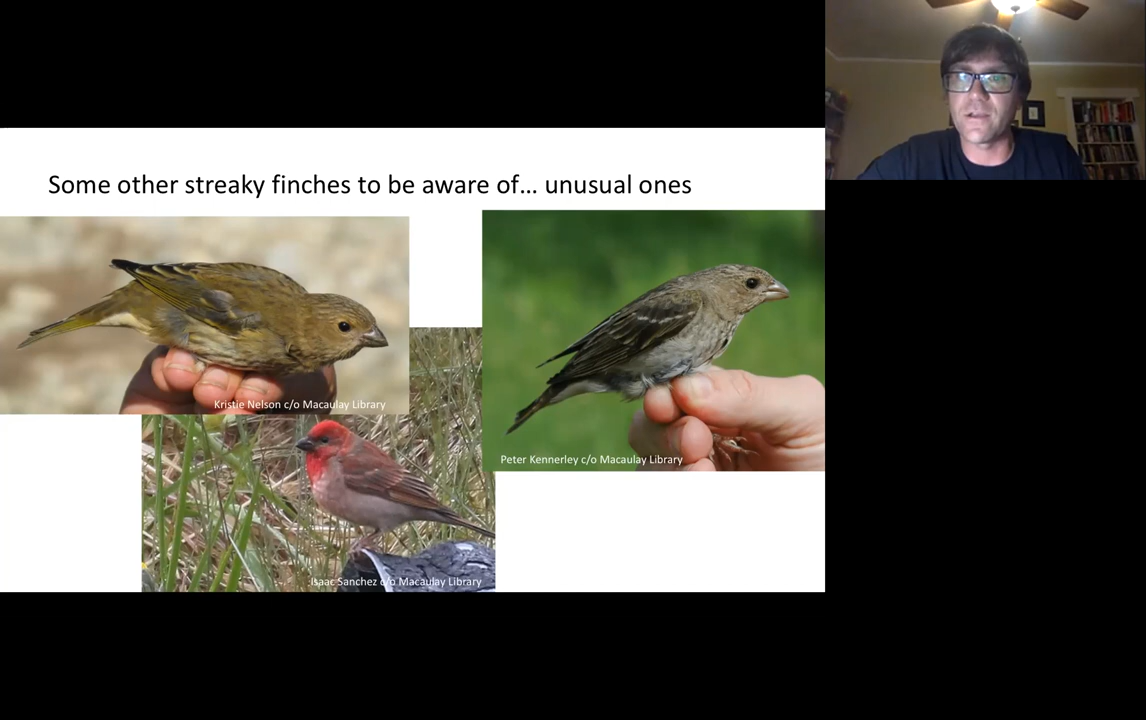 Some other streaky finches to be aware of... unusual ones
Kristie Nelson c/o Macaulay Library
Peter Kennerley c/o Macaulay Library
Isaac Sanchez c/o Macaulay Library